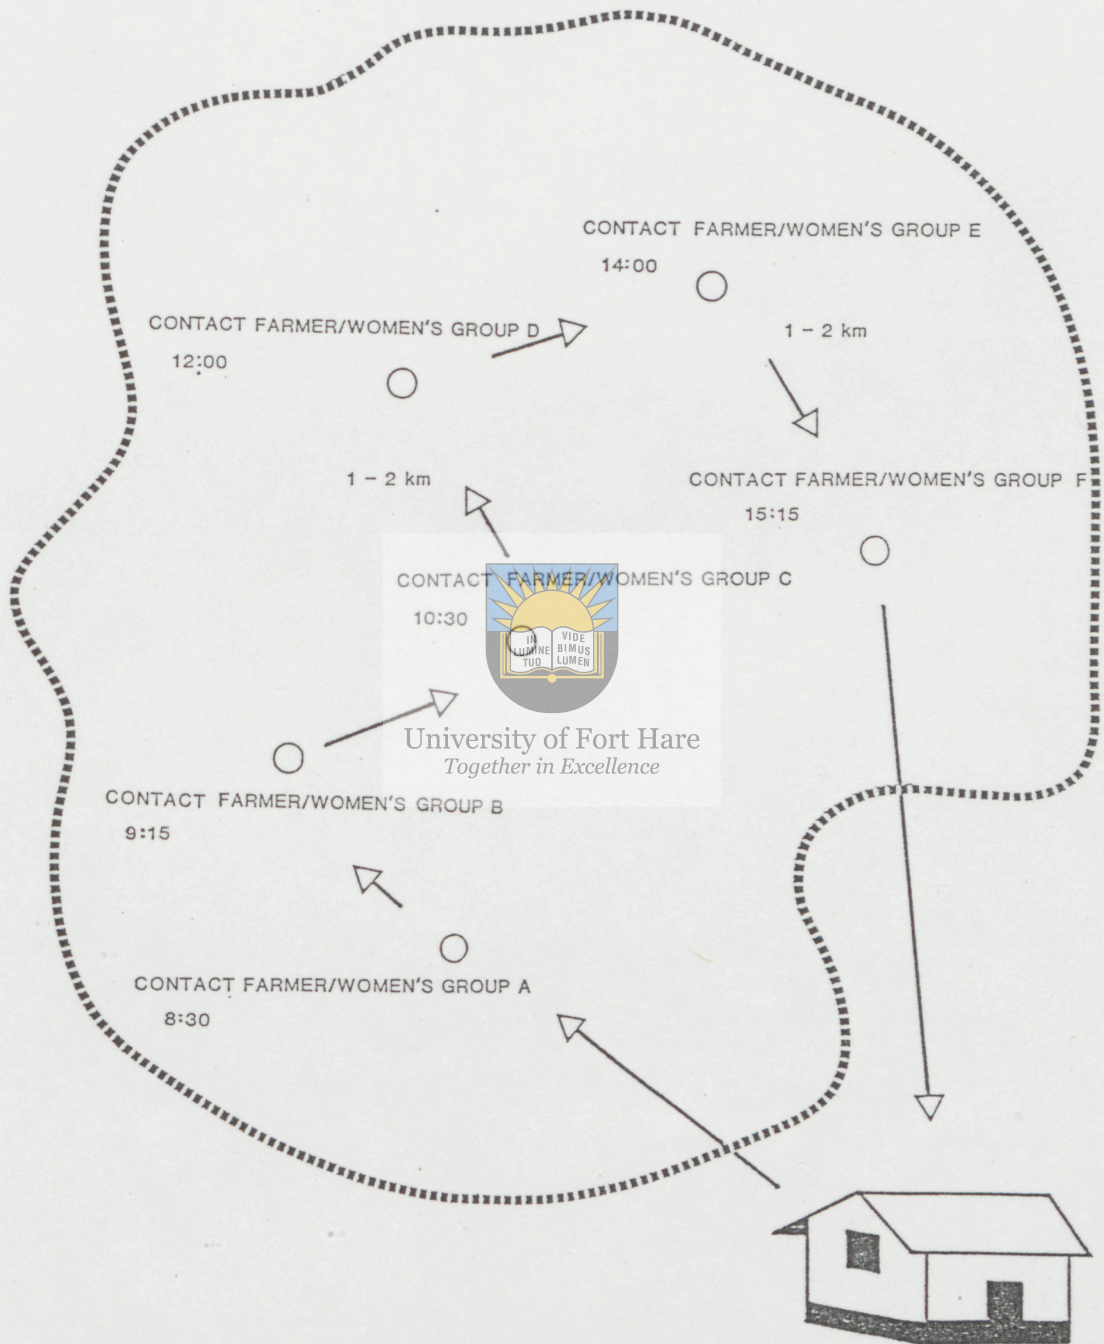 CONTACT FARMER/WOMEN'S GROUP E
14:00
CONTACT FARMER/WOMEN'S GROUP D
12:00
1 - 2 km
1 - 2 km
CONTACT FARMER/WOMEN'S GROUP F
15:15
CONTACT FARMER/WOMEN'S GROUP C
10:30
IN
LUMINE
TUO
VIDE
BIMUS
LUMEN
University of Fort Hare
Together in Excellence
CONTACT FARMER/WOMEN'S GROUP B
9:15
CONTACT FARMER/WOMEN'S GROUP A
8:30